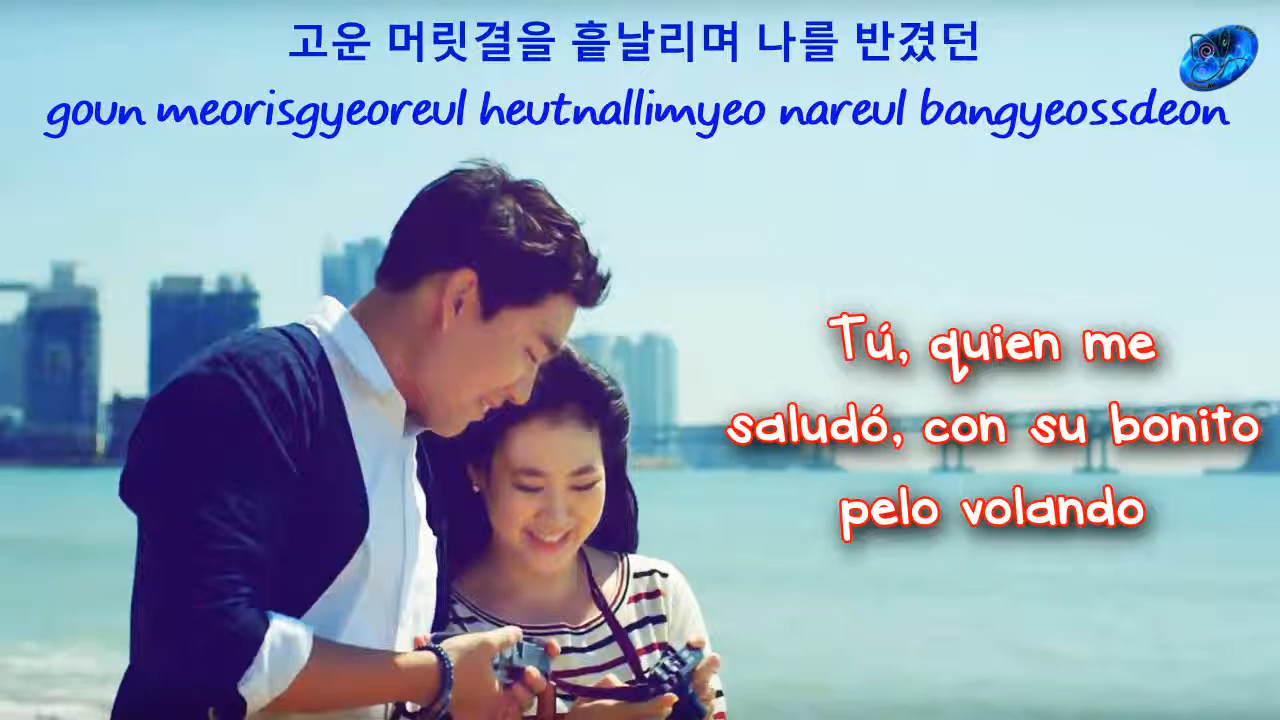 고운 머릿결을 흩날리며 나를 반겼던
goun meorisgyeoreul heutnallimyeo nareul bangyeossdeon
Tú, quien me
saludó, con su bonito
pelo volando